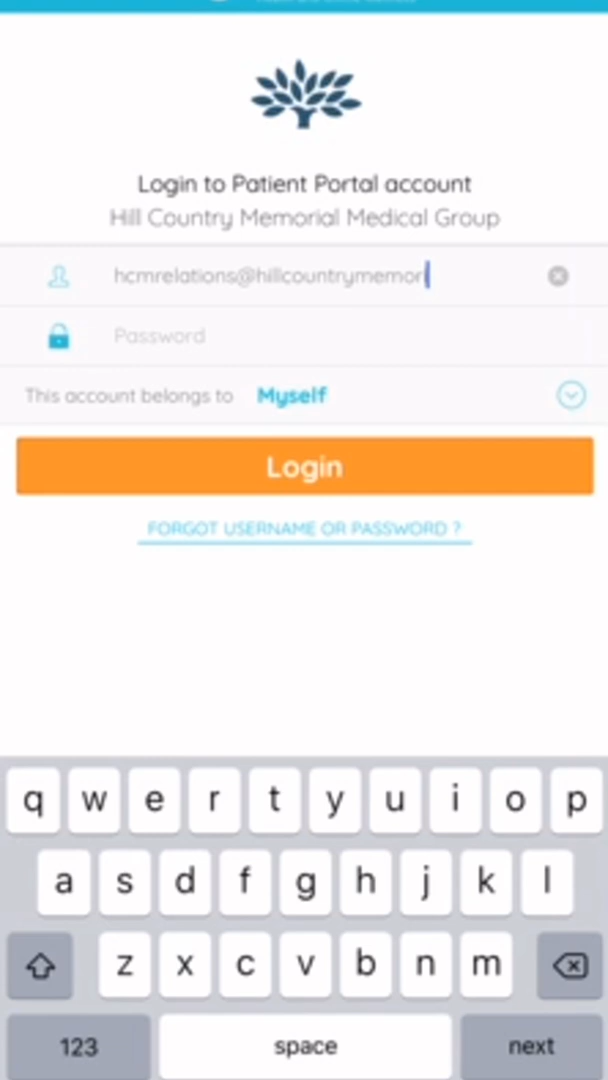 Login to Patient Portal account
Hill Country Memorial Medical Group
hcmrelations@hillcountrymemor
Password
This account belongs to Myself
Login
FORGOT USERNAME OR PASSWORD ?
q w e r t y u i o p
a s d f g h j k l
z x c v b n m
123 space next